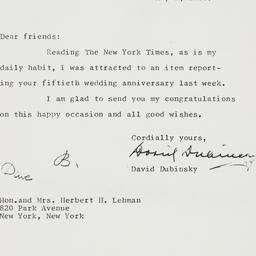 Dear friends:
Reading The New York Times, as is my
daily habit, I was attracted to an item report-
ing your fiftieth wedding anniversary last week.
I am glad to send you my congratulations
on this happy occasion and all good wishes.
Cordially yours,
David Dubinsky
David Dubinsky
B.
Hon.and Mrs. Herbert H. Lehman
820 Park Avenue
New York, New York